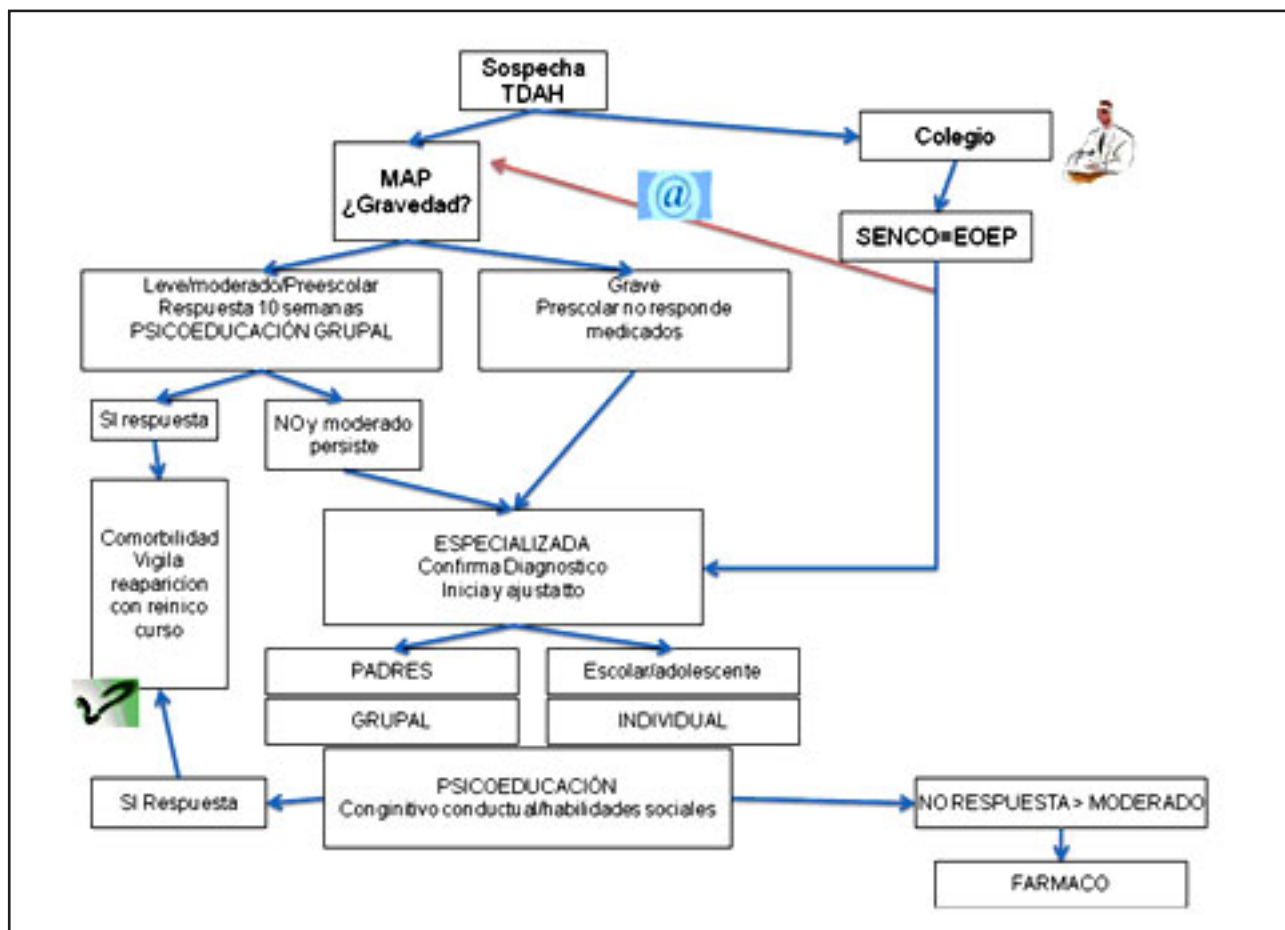 Sospecha
TDAH
Colegio
MAP
¿Gravedad?
@
SENCO=EOEP
Leve/moderado/Preescolar
Respuesta 10 semanas
PSICOEDUCACIÓN GRUPAL
Grave
Prescolar no responde
medicados
SI respuesta
NO y moderado
persiste
Comorbilidad
Vigila
reaparicion
con reinico
curso
ESPECIALIZADA
Confirma Diagnostico
Inicia y ajusta tto
PADRES
Escolar/adolescente
GRUPAL
INDIVIDUAL
PSICOEDUCACIÓN
Conginitivo conductual/habilidades sociales
SI Respuesta
NO RESPUESTA > MODERADO
FARMACO